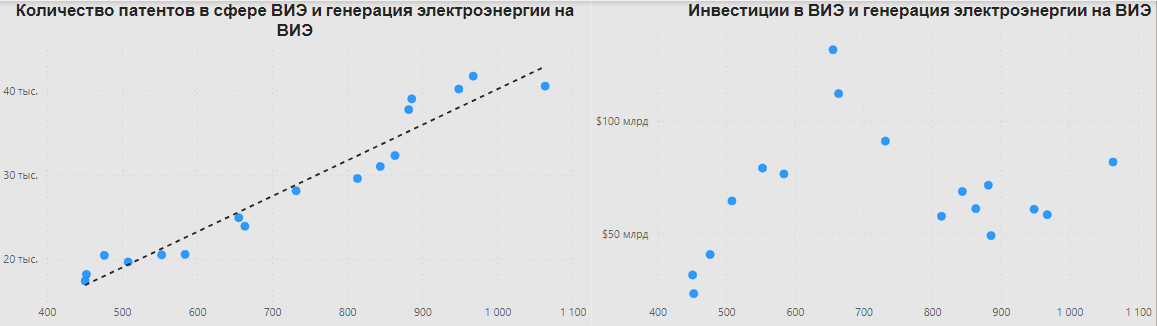 Количество патентов в сфере ВИЭ и генерация электроэнергии на
ВИЭ
40 тыс.
30 тыс.
20 тыс.
400 500 600 700 800 900 1 000 1 100
Инвестиции в ВИЭ и генерация электроэнергии на ВИЭ
$100 млрд
$50 млрд
400 500 600 700 800 900 1 000 1 100